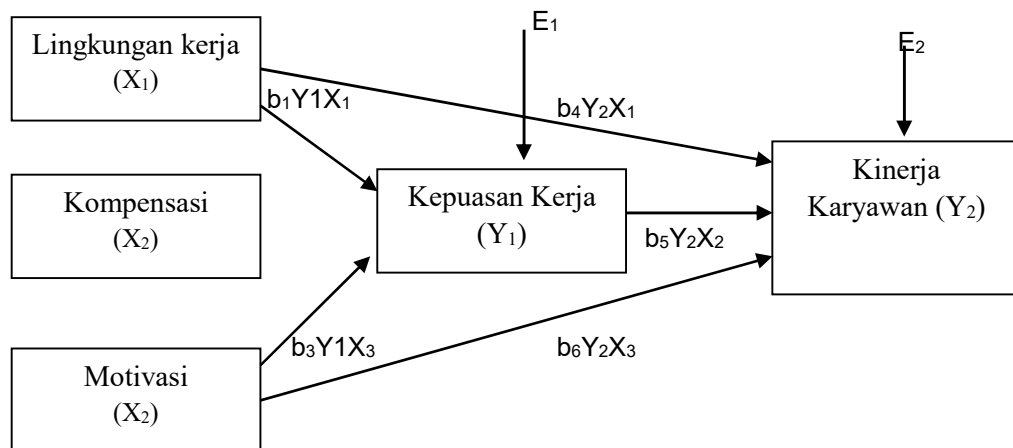 Lingkungan kerja
(X₁)
E₁
E₂
b₁Y1X₁
b₄Y₂X₁
Kompensasi
(X₂)
Kepuasan Kerja
(Y₁)
Kinerja
Karyawan (Y₂)
b₅Y₂X₂
b₃Y1X₃
b₆Y₂X₃
Motivasi
(X₂)